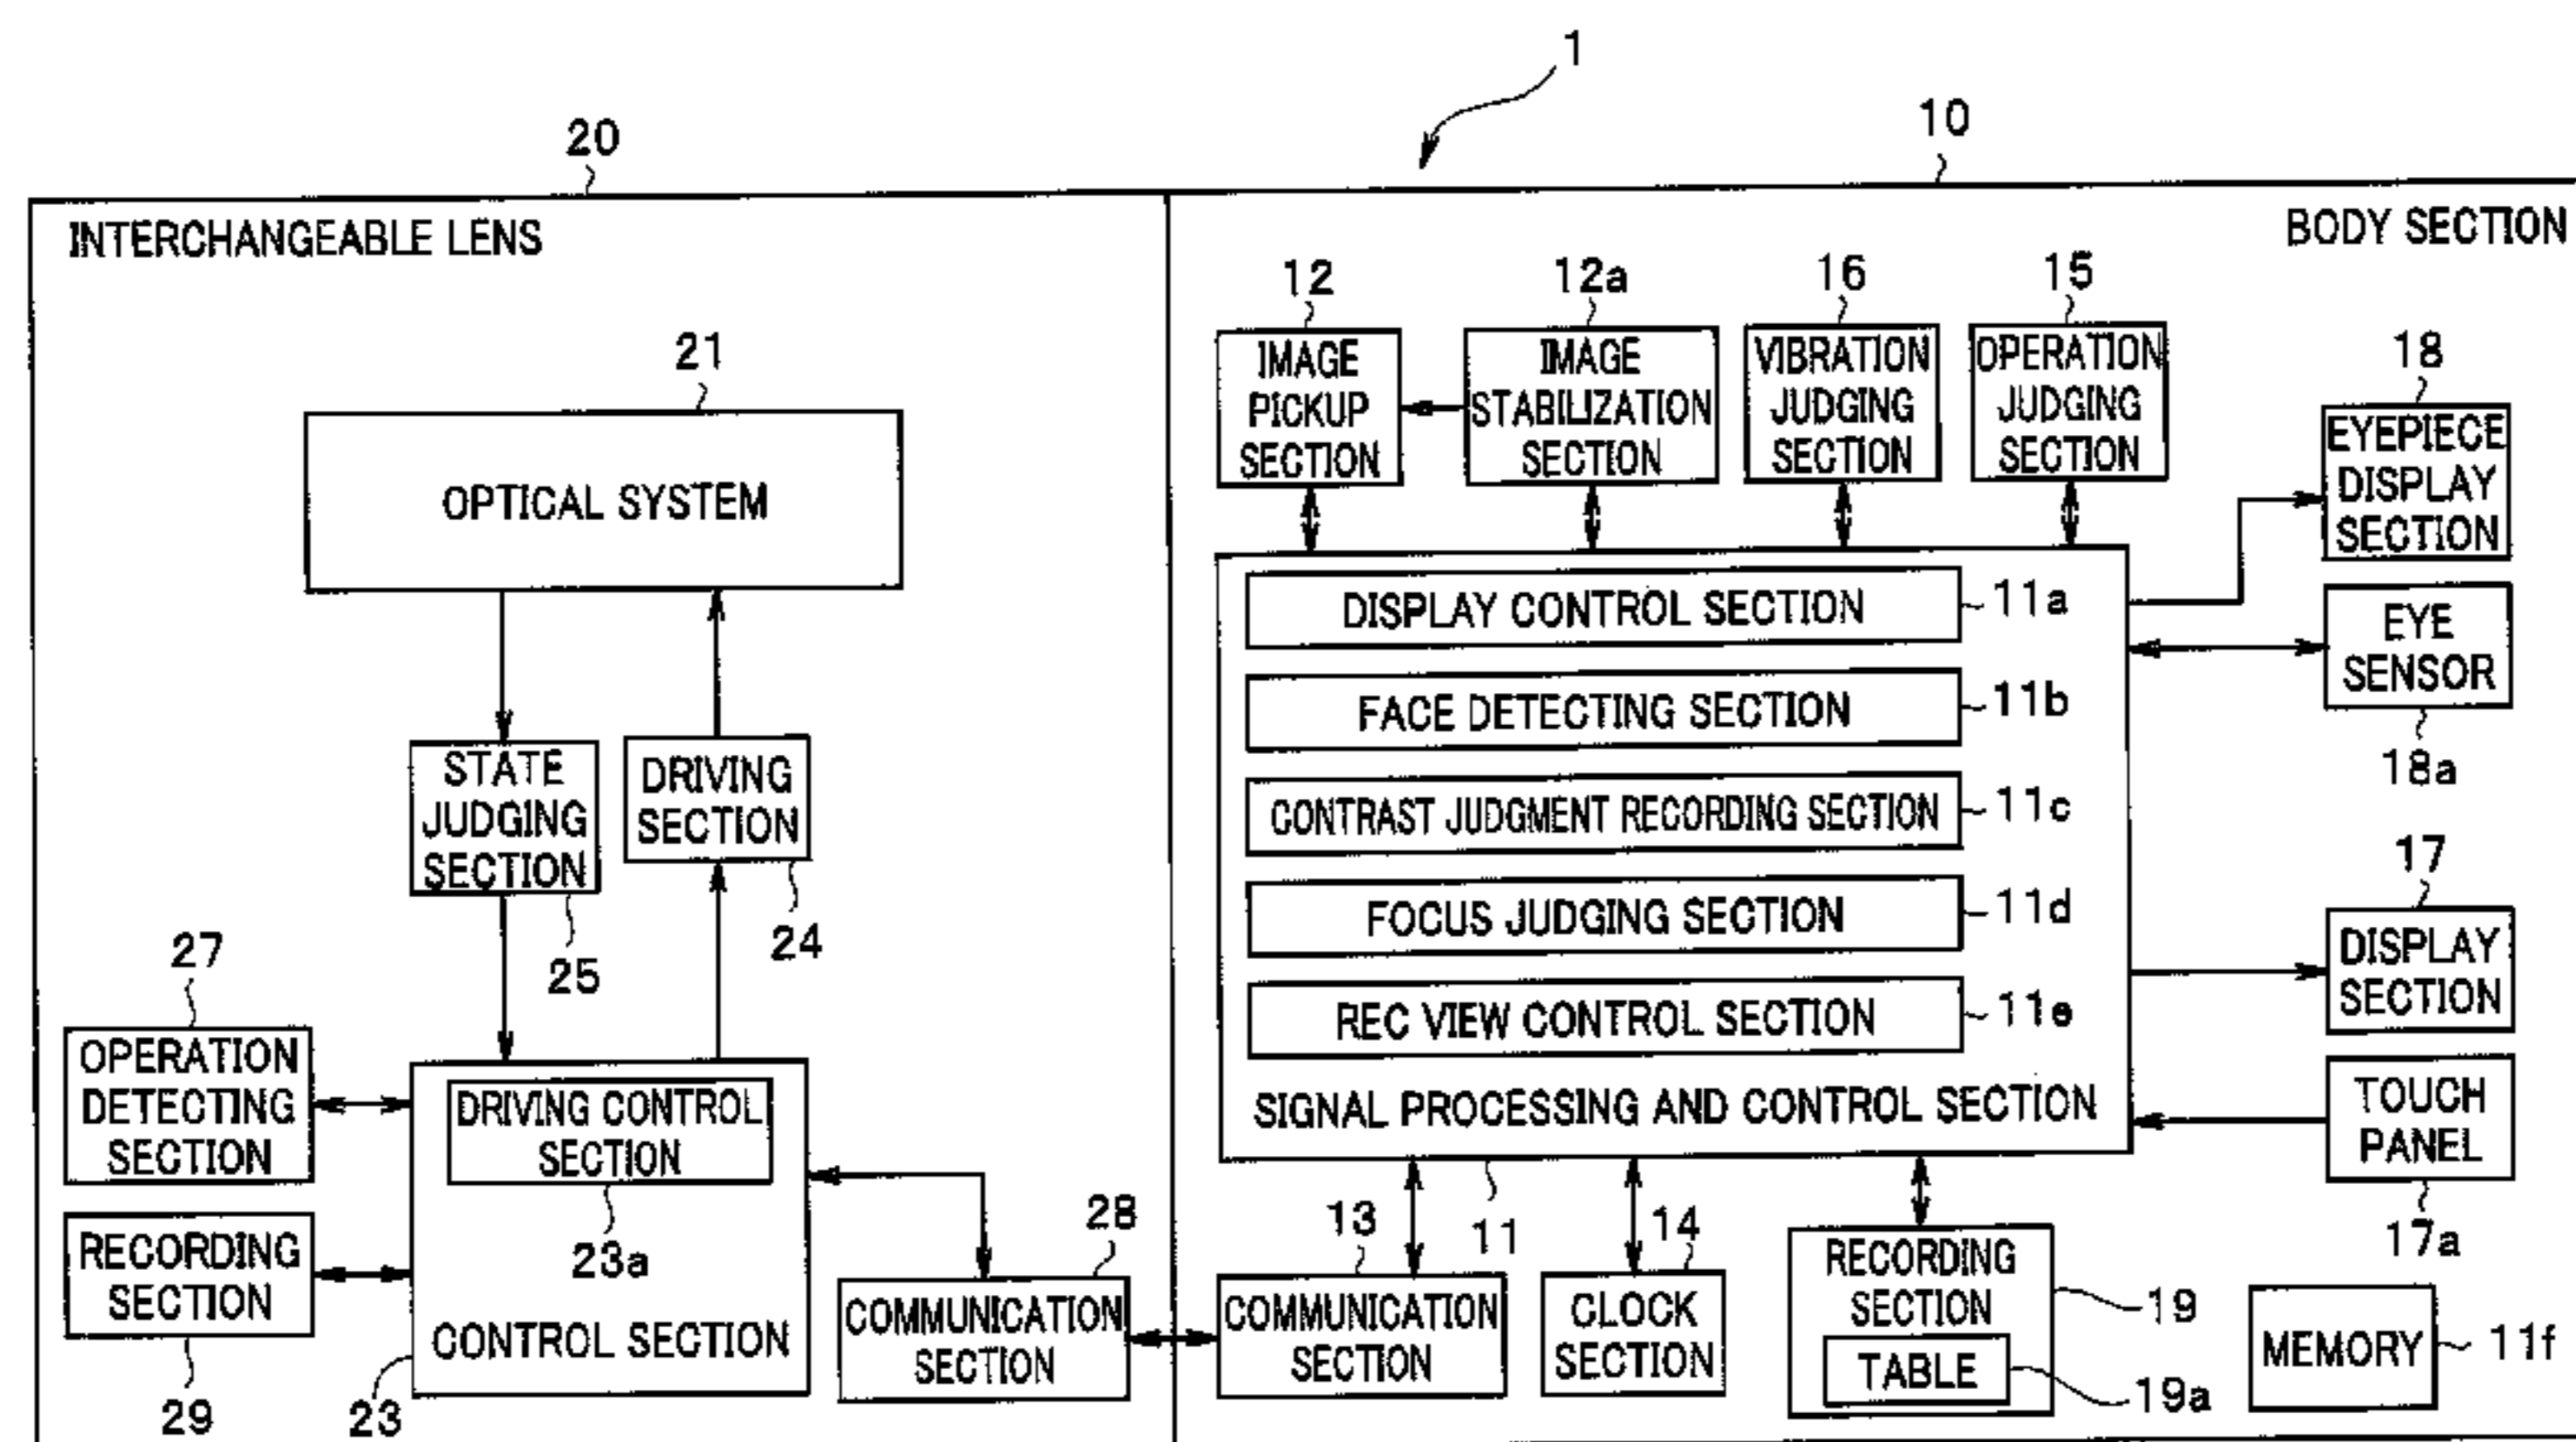 1
20
10
INTERCHANGEABLE LENS
BODY SECTION
21
OPTICAL SYSTEM
STATE
JUDGING
SECTION
25
DRIVING
SECTION
24
27
OPERATION
DETECTING
SECTION
RECORDING
SECTION
29
DRIVING CONTROL
SECTION
23a
CONTROL SECTION
23
28
COMMUNICATION
SECTION
12
IMAGE
PICKUP
SECTION
12a
IMAGE
STABILIZATION
SECTION
16
VIBRATION
JUDGING
SECTION
15
OPERATION
JUDGING
SECTION
18
EYEPIECE
DISPLAY
SECTION
EYE
SENSOR
18a
DISPLAY CONTROL SECTION
11a
FACE DETECTING SECTION
11b
CONTRAST JUDGMENT RECORDING SECTION
11c
FOCUS JUDGING SECTION
11d
REC VIEW CONTROL SECTION
11e
SIGNAL PROCESSING AND CONTROL SECTION
11
17
DISPLAY
SECTION
TOUCH
PANEL
17a
13
COMMUNICATION
SECTION
14
CLOCK
SECTION
RECORDING
SECTION
19
TABLE
19a
MEMORY
11f